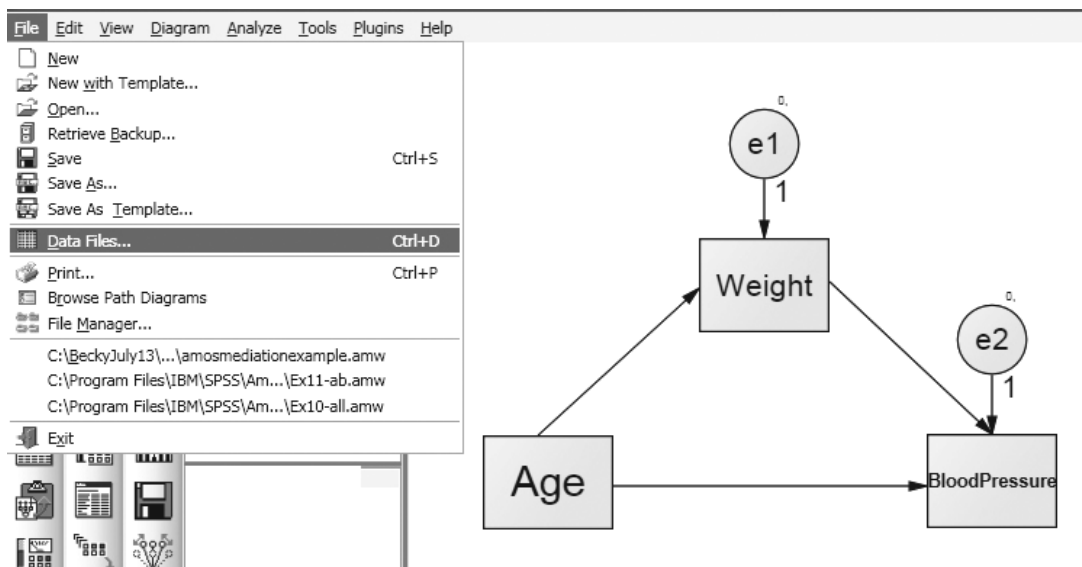 File Edit View Diagram Analyze Tools Plugins Help
New
New with Template...
Open...
Retrieve Backup...
Save Ctrl+S
Save As...
Save As Template...
Data Files... Ctrl+D
Print... Ctrl+P
Browse Path Diagrams
File Manager...
C:\BeckyJuly13\...\amosmediationexample.amw
C:\Program Files\IBM\SPSS\Am...\Ex11-ab.amw
C:\Program Files\IBM\SPSS\Am...\Ex10-all.amw
Exit
0,
e1
1
Weight
0,
e2
1
Age
BloodPressure